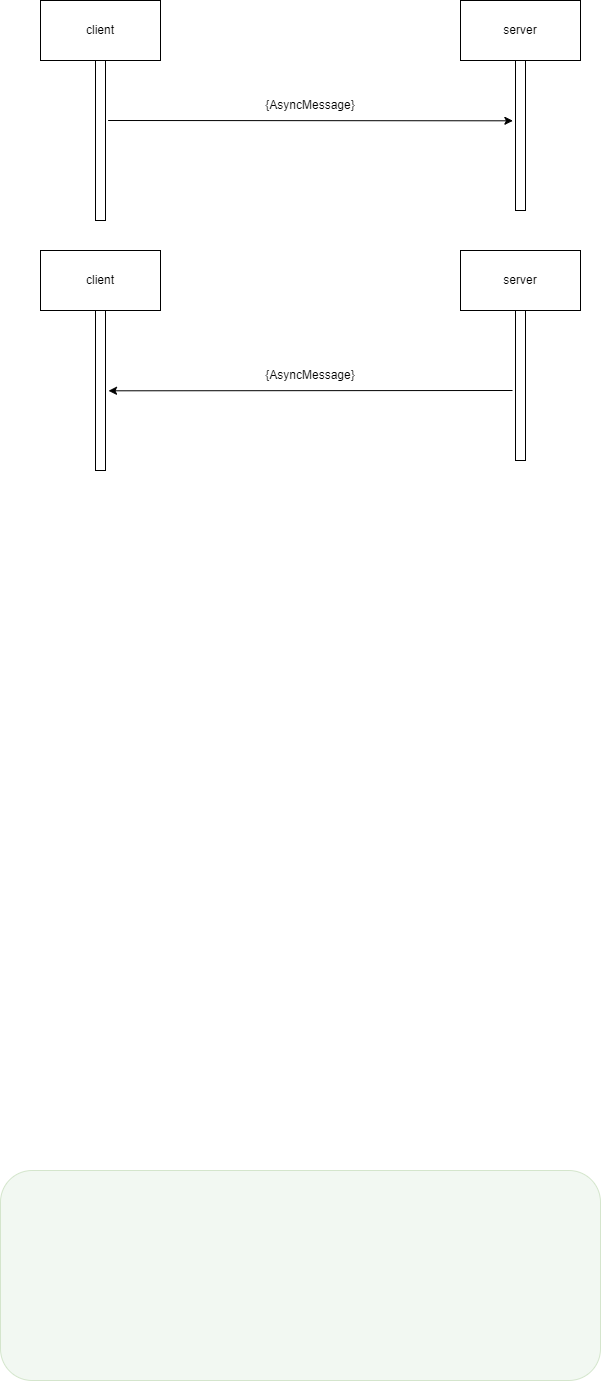 client
server
{AsyncMessage}
client
server
{AsyncMessage}